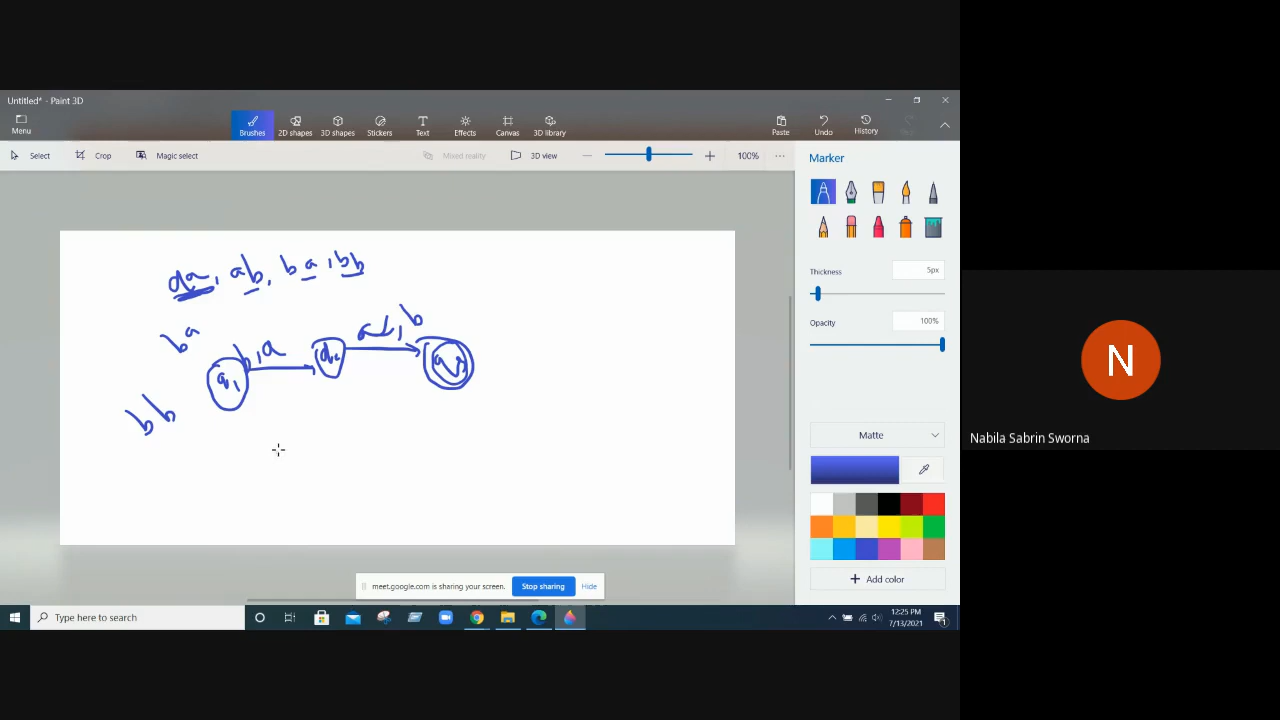 Untitled* - Paint 3D
Menu
Brushes
2D shapes
3D shapes
Stickers
Text
Effects
Canvas
3D library
Paste
Undo
History
Select
Crop
Magic select
Mixed reality
3D view
100%
Marker
Thickness
5px
Opacity
100%
Matte
Add color
aa, ab, ba, bb
ba
b,a
a,b
q1
bb
meet.google.com is sharing your screen.
Stop sharing
Hide
Type here to search
12:25 PM
7/13/2021
N
Nabila Sabrin Sworna